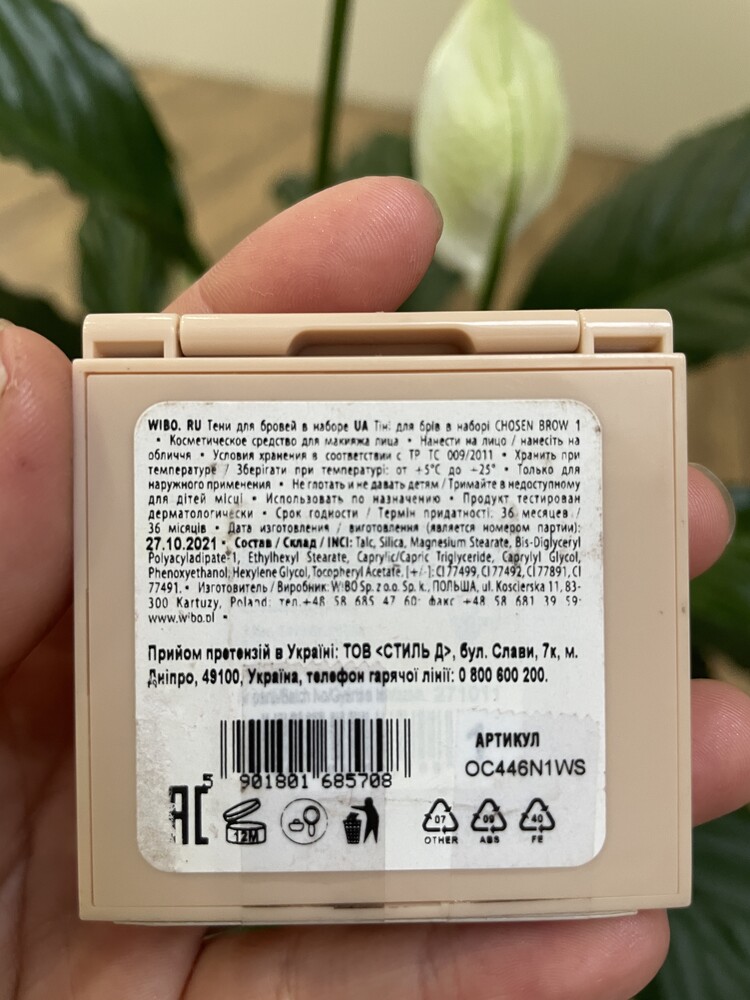 WIBO. RU Тени для бровей в наборе UA Тіні для брів в наборі CHOSEN BROW 1
• Косметическое средство для макияжа лица • Нанести на лицо / нанесіть на
обличчя • Условия хранения в соответствии с ТР ТС 009/2011 • Хранить при
температуре / Зберігати при температурі: от +5°C до +25° • Только для
наружного применения • Не глотать и не давать детям / Тримайте в недоступному
для дітей місці • Использовать по назначению • Продукт тестирован
дерматологически • Срок годности / Термін придатності: 36 месяцев /
36 місяців • Дата изготовления / виготовлення (является номером партии):
27.10.2021 • Состав / Склад / INCI: Talc, Silica, Magnesium Stearate, Bis-Diglyceryl
Polyacyladipate-1, Ethylhexyl Stearate, Caprylic/Capric Triglyceride, Caprylyl Glycol,
Phenoxyethanol, Hexylene Glycol, Tocopheryl Acetate. [+/-]: CI 77499, CI 77492, CI 77891, CI
77491. • Изготовитель / Виробник: WIBO Sp. z o.o. Sp. k., ПОЛЬША, ul. Koscierska 11, 83-
300 Kartuzy, Poland; тел.+48 58 685 47 60; факс +48 58 681 39 59;
www.wibo.pl •
Прийом претензій в Україні: ТОВ <СТИЛЬ Д>, бул. Слави, 7к, м.
Дніпро, 49100, Україна, телефон гарячої лінії: 0 800 600 200.
АРТИКУЛ
OC446N1WS
5 901801 685708
EAC
12M
07 09 40
OTHER ABS FE